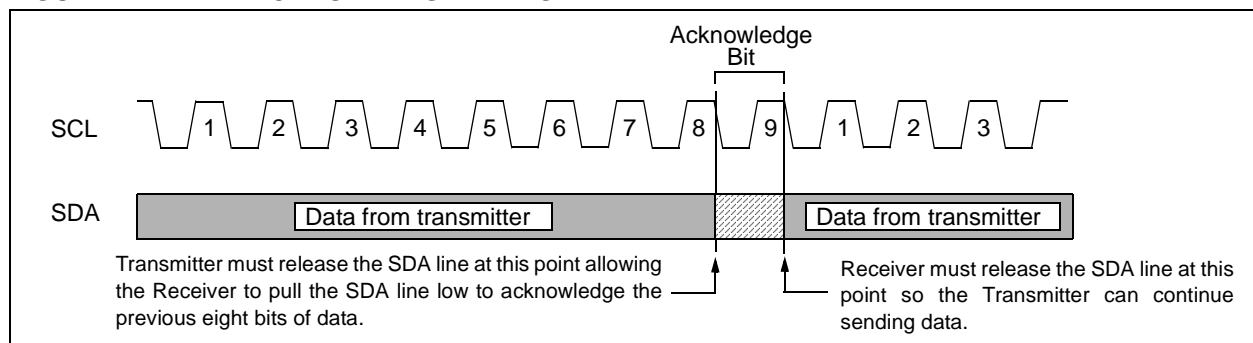 Acknowledge
Bit
SCL
1 2 3 4 5 6 7 8 9 1 2 3
SDA
Data from transmitter
Data from transmitter
Transmitter must release the SDA line at this point allowing
the Receiver to pull the SDA line low to acknowledge the
previous eight bits of data.
Receiver must release the SDA line at this
point so the Transmitter can continue
sending data.